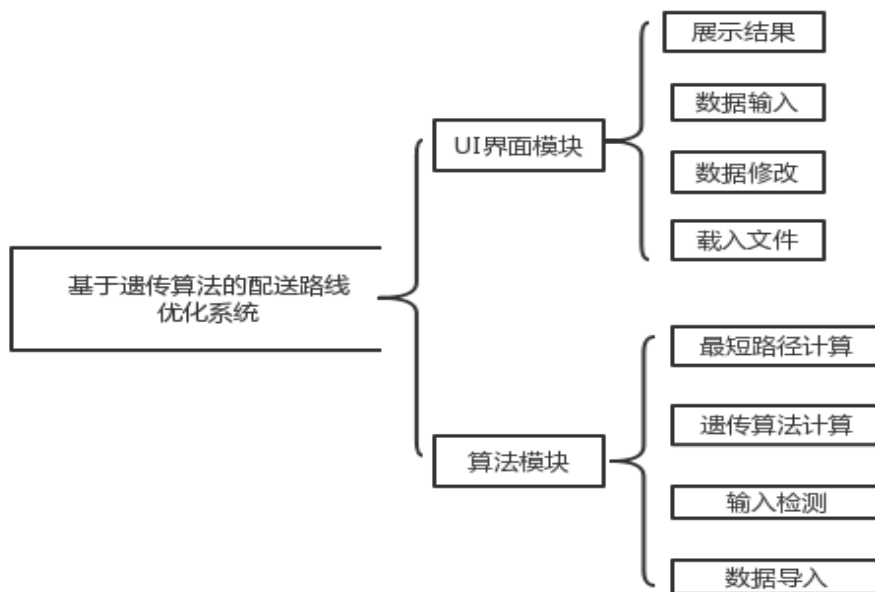 展示结果
数据输入
UI界面模块
数据修改
载入文件
基于遗传算法的配送路线
优化系统
最短路径计算
遗传算法计算
算法模块
输入检测
数据导入